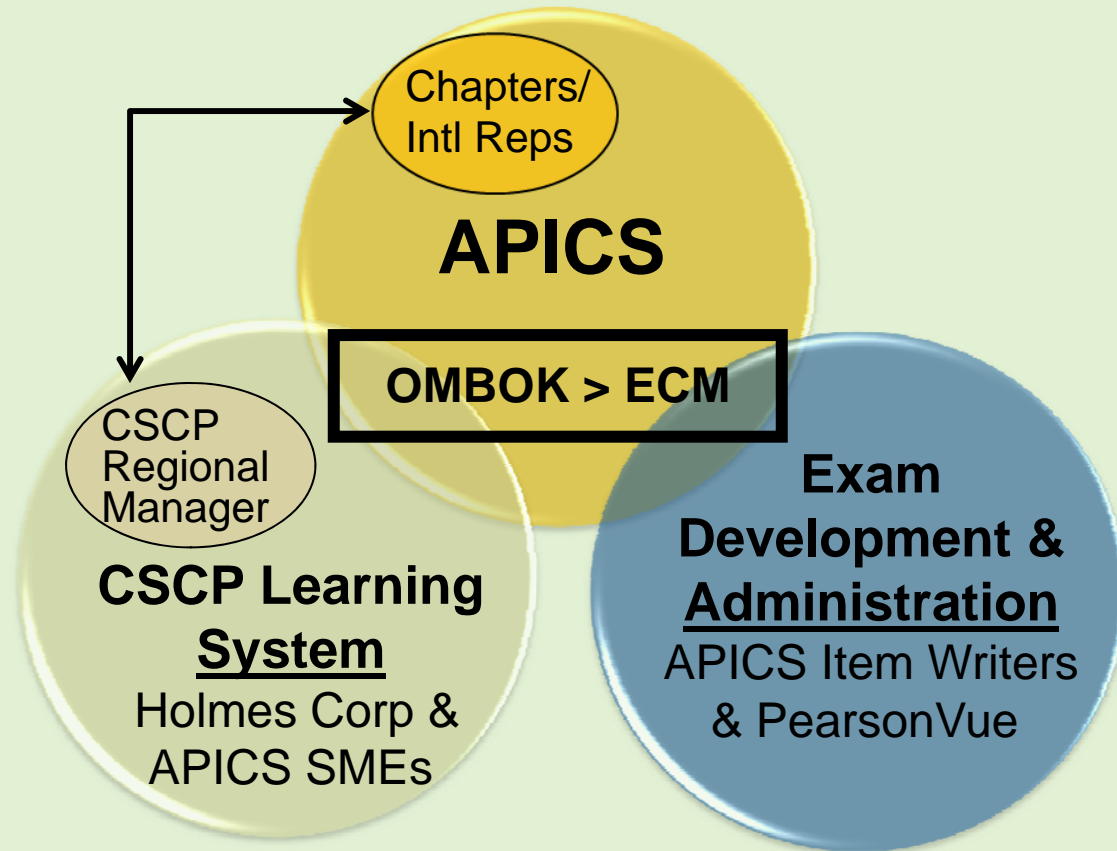 Chapters/
Intl Reps
APICS
OMBOK > ECM
CSCP
Regional
Manager
CSCP Learning
System
Holmes Corp &
APICS SMEs
Exam
Development &
Administration
APICS Item Writers
& PearsonVue